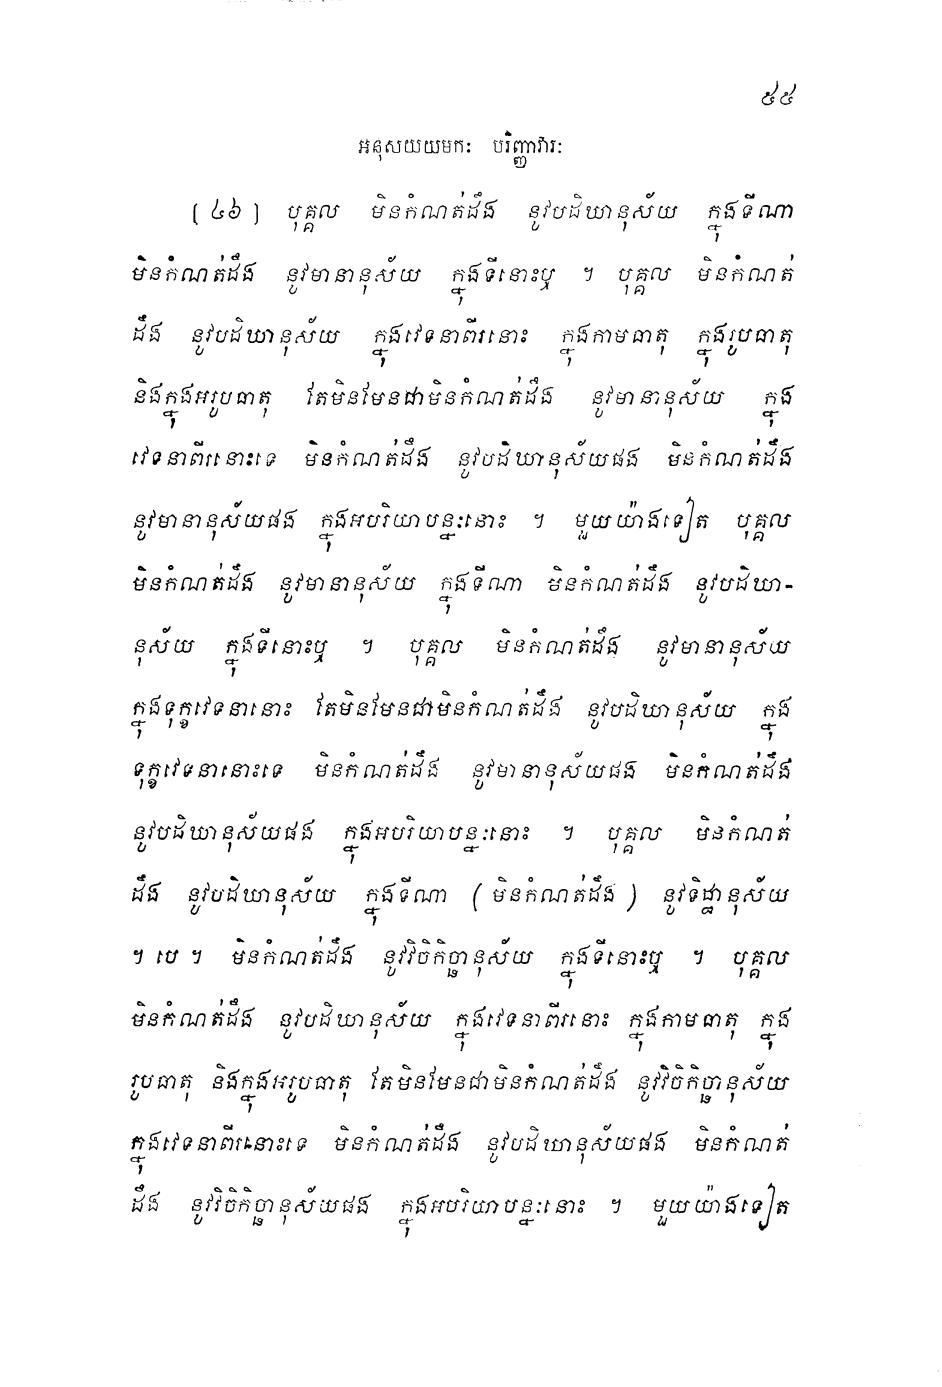 ៥៥
អនុសយយមកៈ បរិញ្ញាវារៈ
(៤៦) បុគ្គល មិនកំណត់ដឹង នូវបដិឃានុស័យ ក្នុងទីណា
មិនកំណត់ដឹង នូវមានានុស័យ ក្នុងទីនោះឬ ។ បុគ្គល មិនកំណត់
ដឹង នូវបដិឃានុស័យ ក្នុងវេទនាពីរនោះ ក្នុងកាមធាតុ ក្នុងរូបធាតុ
និងក្នុងអរូបធាតុ តែមិនមែនជាមិនកំណត់ដឹង នូវមានានុស័យ ក្នុង
វេទនាពីរនោះទេ មិនកំណត់ដឹង នូវបដិឃានុស័យផង មិនកំណត់ដឹង
នូវមានានុស័យផង ក្នុងអបរិយាបន្នៈនោះ ។ មួយយ៉ាងទៀត បុគ្គល
មិនកំណត់ដឹង នូវមានានុស័យ ក្នុងទីណា មិនកំណត់ដឹង នូវបដិឃា-
នុស័យ ក្នុងទីនោះឬ ។ បុគ្គល មិនកំណត់ដឹង នូវមានានុស័យ
ក្នុងទុក្ខវេទនានោះ តែមិនមែនជាមិនកំណត់ដឹង នូវបដិឃានុស័យ ក្នុង
ទុក្ខវេទនានោះទេ មិនកំណត់ដឹង នូវមានានុស័យផង មិនកំណត់ដឹង
នូវបដិឃានុស័យផង ក្នុងអបរិយាបន្នៈនោះ ។ បុគ្គល មិនកំណត់
ដឹង នូវបដិឃានុស័យ ក្នុងទីណា (មិនកំណត់ដឹង) នូវទិដ្ឋានុស័យ
។ បេ ។ មិនកំណត់ដឹង នូវវិចិកិច្ឆានុស័យ ក្នុងទីនោះឬ ។ បុគ្គល
មិនកំណត់ដឹង នូវបដិឃានុស័យ ក្នុងវេទនាពីរនោះ ក្នុងកាមធាតុ ក្នុង
រូបធាតុ និងក្នុងអរូបធាតុ តែមិនមែនជាមិនកំណត់ដឹង នូវវិចិកិច្ឆានុស័យ
ក្នុងវេទនាពីរនោះទេ មិនកំណត់ដឹង នូវបដិឃានុស័យផង មិនកំណត់
ដឹង នូវវិចិកិច្ឆានុស័យផង ក្នុងអបរិយាបន្នៈនោះ ។ មួយយ៉ាងទៀត